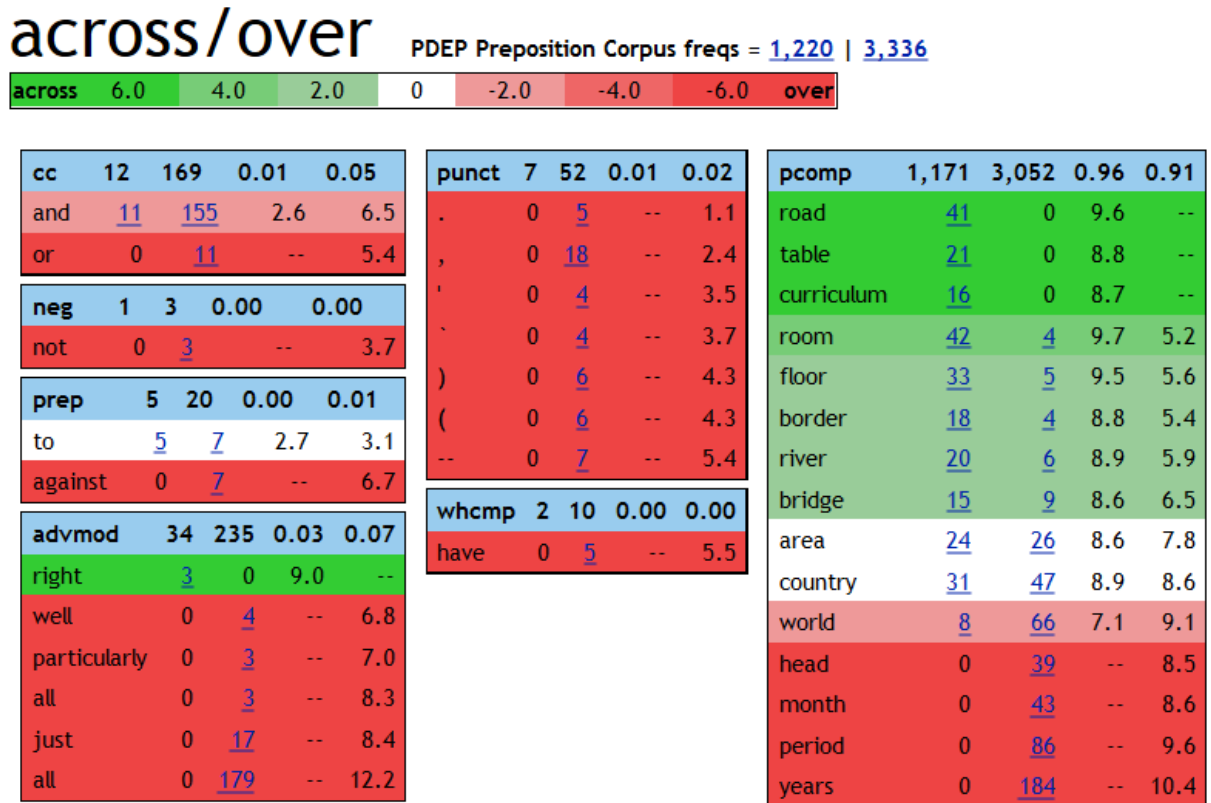 across/over PDEP Preposition Corpus freqs = 1,220 | 3,336
across 6.0 4.0 2.0 0 -2.0 -4.0 -6.0 over
cc 12 169 0.01 0.05
and 11 155 2.6 6.5
or 0 11 -- 5.4
neg 1 3 0.00 0.00
not 0 3 -- 3.7
prep 5 20 0.00 0.01
to 5 7 2.7 3.1
against 0 7 -- 6.7
advmod 34 235 0.03 0.07
right 3 0 9.0 --
well 0 4 -- 6.8
particularly 0 3 -- 7.0
all 0 3 -- 8.3
just 0 17 -- 8.4
all 0 179 -- 12.2
punct 7 52 0.01 0.02
. 0 5 -- 1.1
, 0 18 -- 2.4
' 0 4 -- 3.5
` 0 4 -- 3.7
) 0 6 -- 4.3
( 0 6 -- 4.3
-- 0 7 -- 5.4
whcmp 2 10 0.00 0.00
have 0 5 -- 5.5
pcomp 1,171 3,052 0.96 0.91
road 41 0 9.6 --
table 21 0 8.8 --
curriculum 16 0 8.7 --
room 42 4 9.7 5.2
floor 33 5 9.5 5.6
border 18 4 8.8 5.4
river 20 6 8.9 5.9
bridge 15 9 8.6 6.5
area 24 26 8.6 7.8
country 31 47 8.9 8.6
world 8 66 7.1 9.1
head 0 39 -- 8.5
month 0 43 -- 8.6
period 0 86 -- 9.6
years 0 184 -- 10.4